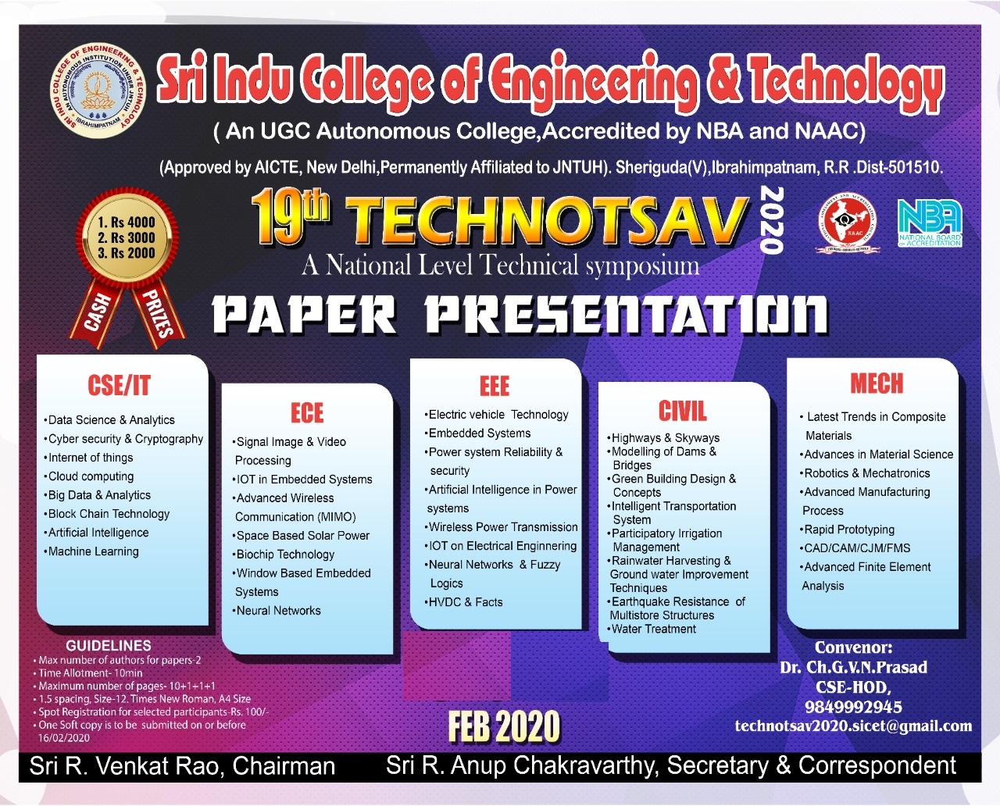 Sri Indu College of Engineering & Technology
( An UGC Autonomous College,Accredited by NBA and NAAC)
(Approved by AICTE, New Delhi,Permanently Affiliated to JNTUH). Sheriguda(V),Ibrahimpatnam, R.R .Dist-501510.
SRI INDU COLLEGE OF ENGINEERING & TECHNOLOGY
AN AUTONOMOUS INSTITUTION UNDER JNTUH
IBRAHIMPATNAM
19th TECHNOTSAV 2020
A National Level Technical symposium
PAPER PRESENTATION
1. Rs 4000
2. Rs 3000
3. Rs 2000
CASH PRIZES
NAAC
NBA
NATIONAL BOARD
OF ACCREDITATION
CSE/IT
•Data Science & Analytics
•Cyber security & Cryptography
•Internet of things
•Cloud computing
•Big Data & Analytics
•Block Chain Technology
•Artificial Intelligence
•Machine Learning
ECE
•Signal Image & Video
Processing
•IOT in Embedded Systems
•Advanced Wireless
Communication (MIMO)
•Space Based Solar Power
•Biochip Technology
•Window Based Embedded
Systems
•Neural Networks
EEE
•Electric vehicle Technology
•Embedded Systems
•Power system Reliability &
security
•Artificial Intelligence in Power
systems
•Wireless Power Transmission
•IOT on Electrical Enginnering
•Neural Networks & Fuzzy
Logics
•HVDC & Facts
CIVIL
•Highways & Skyways
•Modelling of Dams &
Bridges
•Green Building Design &
Concepts
•Intelligent Transportation
System
•Participatory Irrigation
Management
•Rainwater Harvesting &
Ground water Improvement
Techniques
•Earthquake Resistance of
Multistore Structures
•Water Treatment
MECH
• Latest Trends in Composite
Materials
•Advances in Material Science
•Robotics & Mechatronics
•Advanced Manufacturing
Process
•Rapid Prototyping
•CAD/CAM/CJM/FMS
•Advanced Finite Element
Analysis
GUIDELINES
• Max number of authors for papers-2
• Time Allotment- 10min
• Maximum number of pages- 10+1+1+1
• 1.5 spacing, Size-12. Times New Roman, A4 Size
• Spot Registration for selected participants-Rs. 100/-
• One Soft copy is to be submitted on or before
16/02/2020
FEB 2020
Convenor:
Dr. Ch.G.V.N.Prasad
CSE-HOD,
9849992945
technotsav2020.sicet@gmail.com
Sri R. Venkat Rao, Chairman
Sri R. Anup Chakravarthy, Secretary & Correspondent